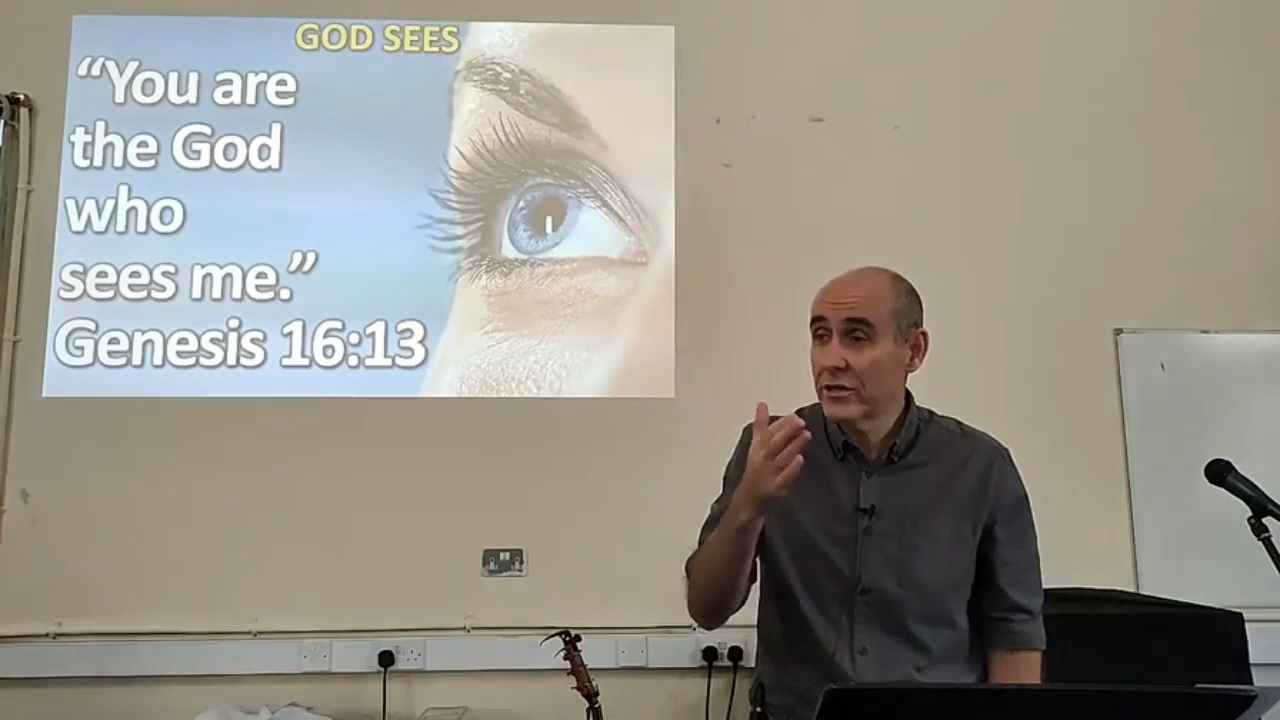 GOD SEES
“You are
the God
who
sees me.”
Genesis 16:13